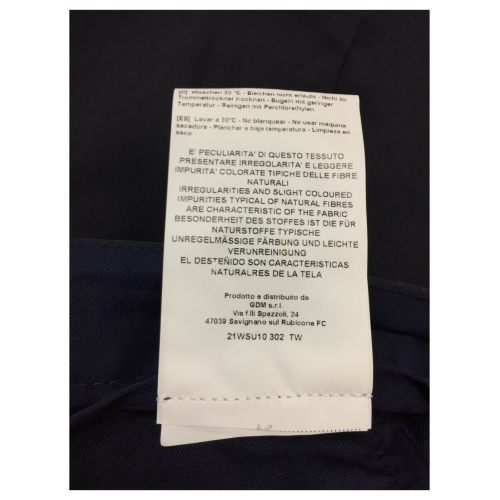 [D] Waschen 30 °C - Bleichen nicht erlaubt - Nicht im
Trommeltrockner trocknen - Bugeln mit geringer
Temperatur - Reinigen mit Perchlorethylen
[ES] Lavar a 30°C - No blanquear - No usar maquina
secadora - Planchar a baja temperatura - Limpieza en
seco
E' PECULIARITA' DI QUESTO TESSUTO
PRESENTARE IRREGOLARITA' E LEGGERE
IMPURITA' COLORATE TIPICHE DELLE FIBRE
NATURALI
IRREGULARITIES AND SLIGHT COLOURED
IMPURITIES TYPICAL OF NATURAL FIBRES
ARE CHARACTERISTIC OF THE FABRIC
BESONDERHEIT DES STOFFES IST DIE FÜR
NATURSTOFFE TYPISCHE
UNREGELMÄSSIGE FÄRBUNG UND LEICHTE
VERUNREINIGUNG
EL DESTEÑIDO SON CARACTERISTICAS
NATURALRES DE LA TELA
Prodotto e distribuito da
GDM s.r.l.
Via f.lli Spazzoli, 24
47039 Savignano sul Rubicone FC
21WSU10 302 TW